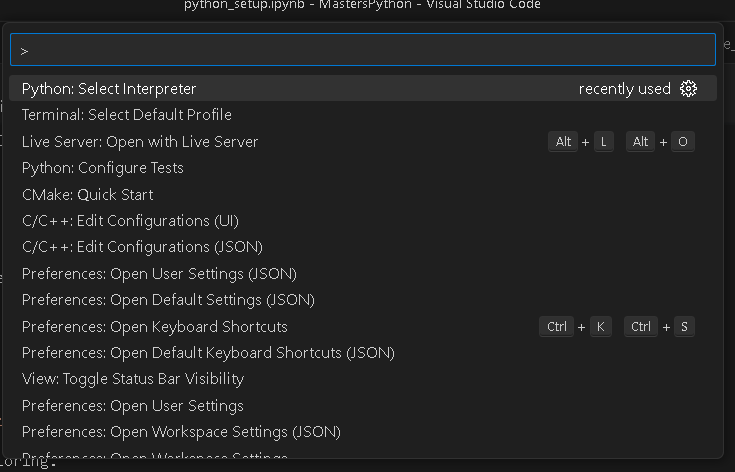 python_setup.ipynb - MastersPython - Visual Studio Code
>
Python: Select Interpreter recently used
Terminal: Select Default Profile
Live Server: Open with Live Server Alt + L Alt + O
Python: Configure Tests
CMake: Quick Start
C/C++: Edit Configurations (UI)
C/C++: Edit Configurations (JSON)
Preferences: Open User Settings (JSON)
Preferences: Open Default Settings (JSON)
Preferences: Open Keyboard Shortcuts Ctrl + K Ctrl + S
Preferences: Open Default Keyboard Shortcuts (JSON)
View: Toggle Status Bar Visibility
Preferences: Open User Settings
Preferences: Open Workspace Settings (JSON)
Preferences: Open Workspace Settings